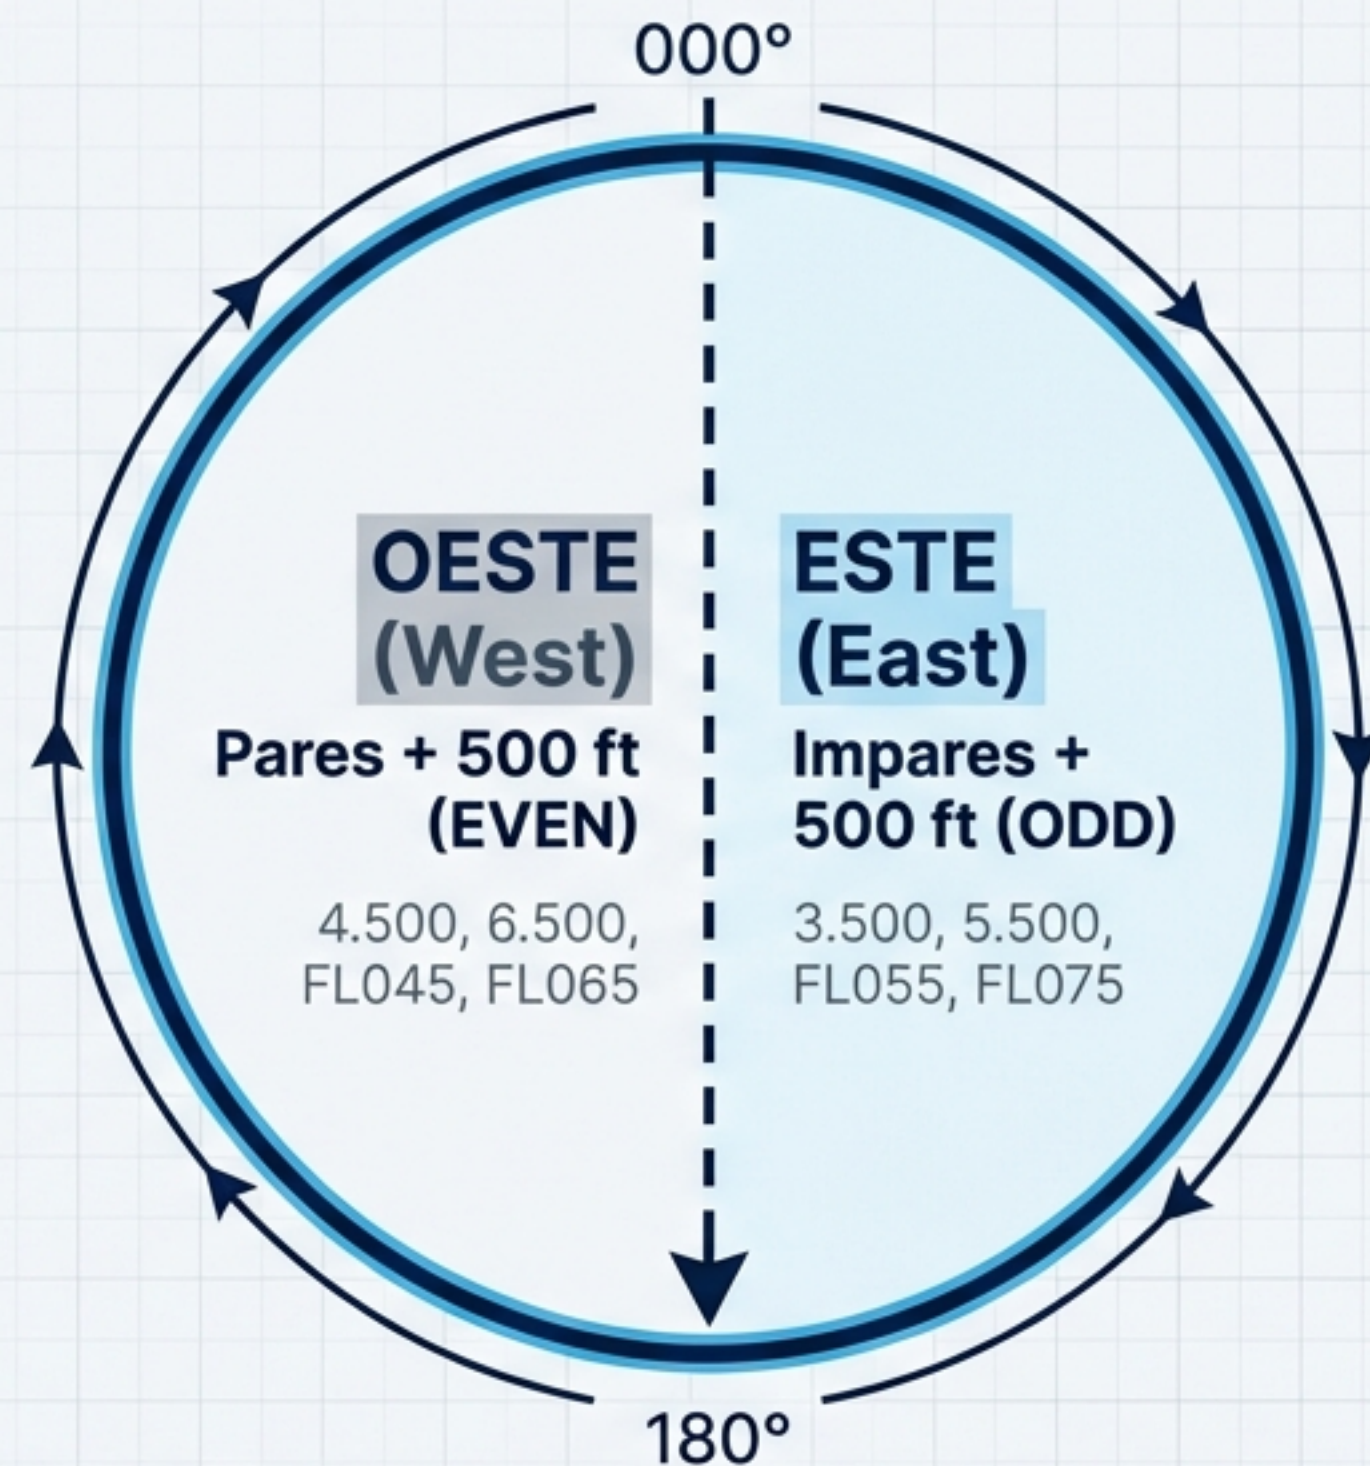 000°
OESTE
(West)
Pares + 500 ft
(EVEN)
4.500, 6.500,
FL045, FL065
ESTE
(East)
Impares +
500 ft (ODD)
3.500, 5.500,
FL055, FL075
180°